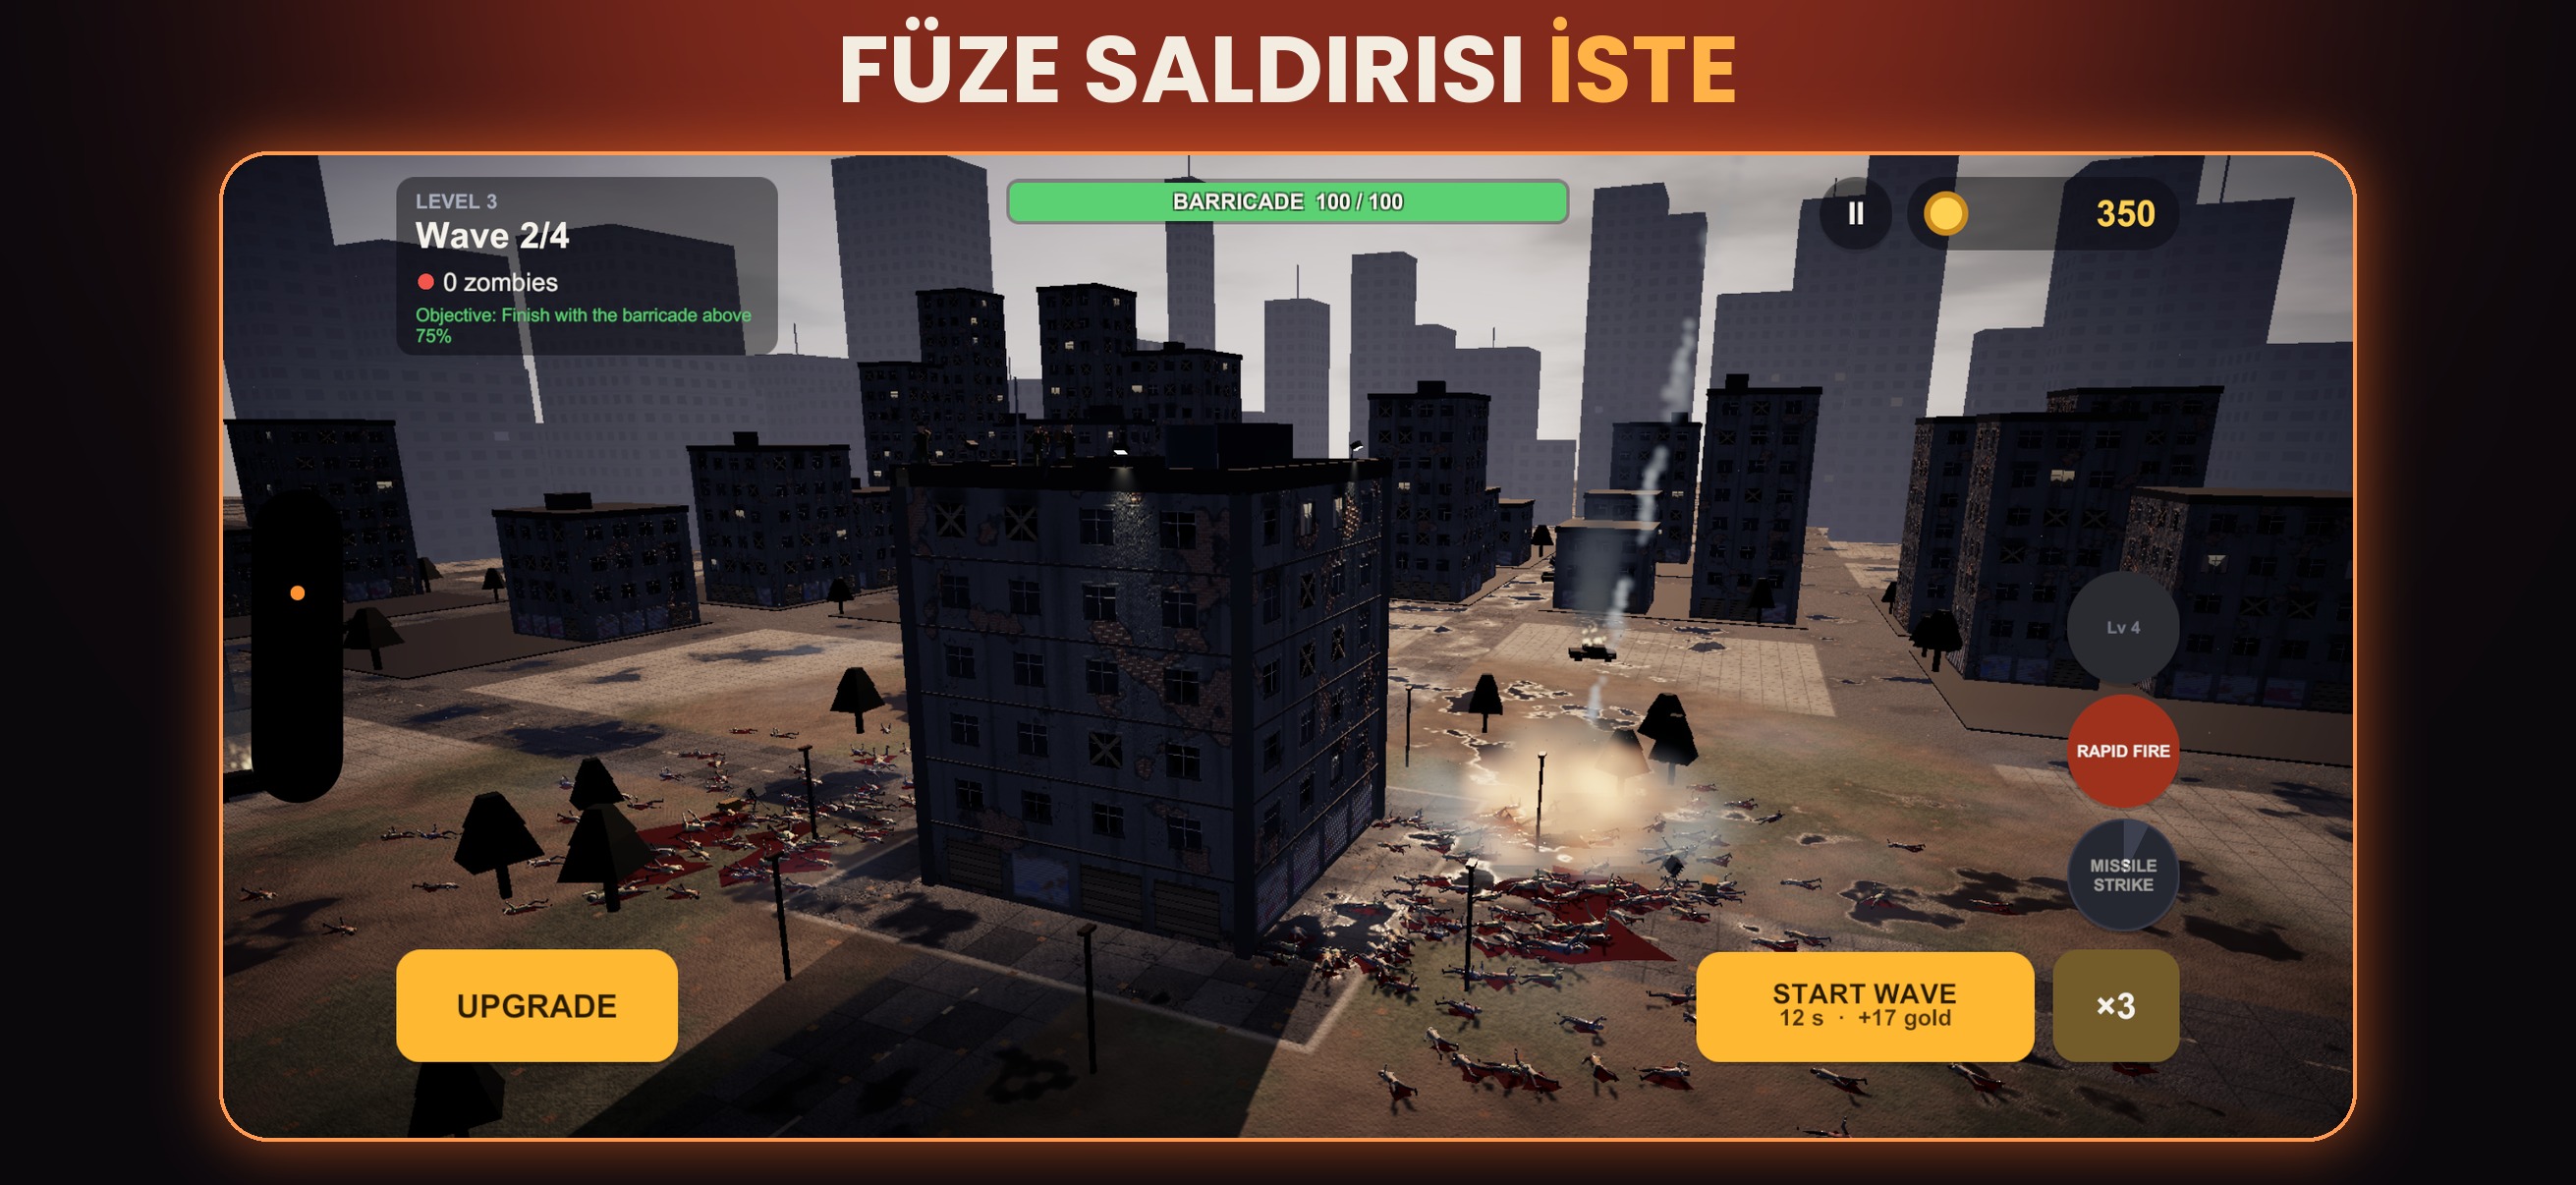 FÜZE SALDIRISI İSTE
LEVEL 3
Wave 2/4
0 zombies
Objective: Finish with the barricade above
75%
BARRICADE 100 / 100
350
Lv 4
RAPID FIRE
MISSILE
STRIKE
UPGRADE
START WAVE
12 s · +17 gold
×3